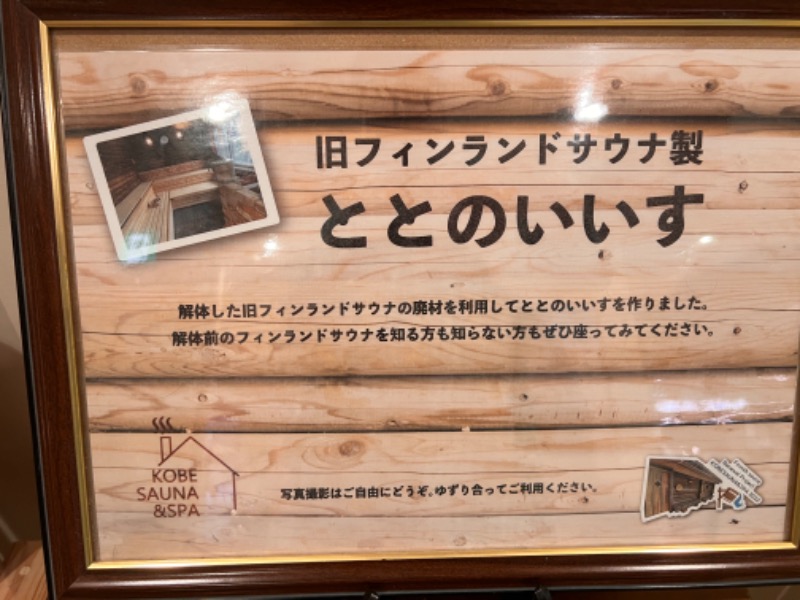 旧フィンランドサウナ製
ととのいいす
解体した旧フィンランドサウナの廃材を利用してととのいいすを作りました。
解体前のフィンランドサウナを知る方も知らない方もぜひ座ってみてください。
KOBE
SAUNA
&SPA
写真撮影はご自由にどうぞ。ゆずり合ってご利用ください。